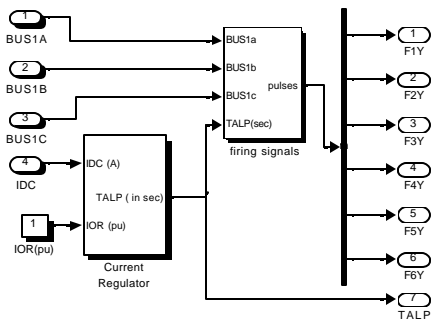 1
BUS1A
2
BUS1B
3
BUS1C
4
IDC
1
IOR(pu)
IDC (A)
TALP ( in sec)
IOR (pu)
Current
Regulator
BUS1a
BUS1b
BUS1c
TALP(sec)
pulses
firing signals
1
F1Y
2
F2Y
3
F3Y
4
F4Y
5
F5Y
6
F6Y
7
TALP